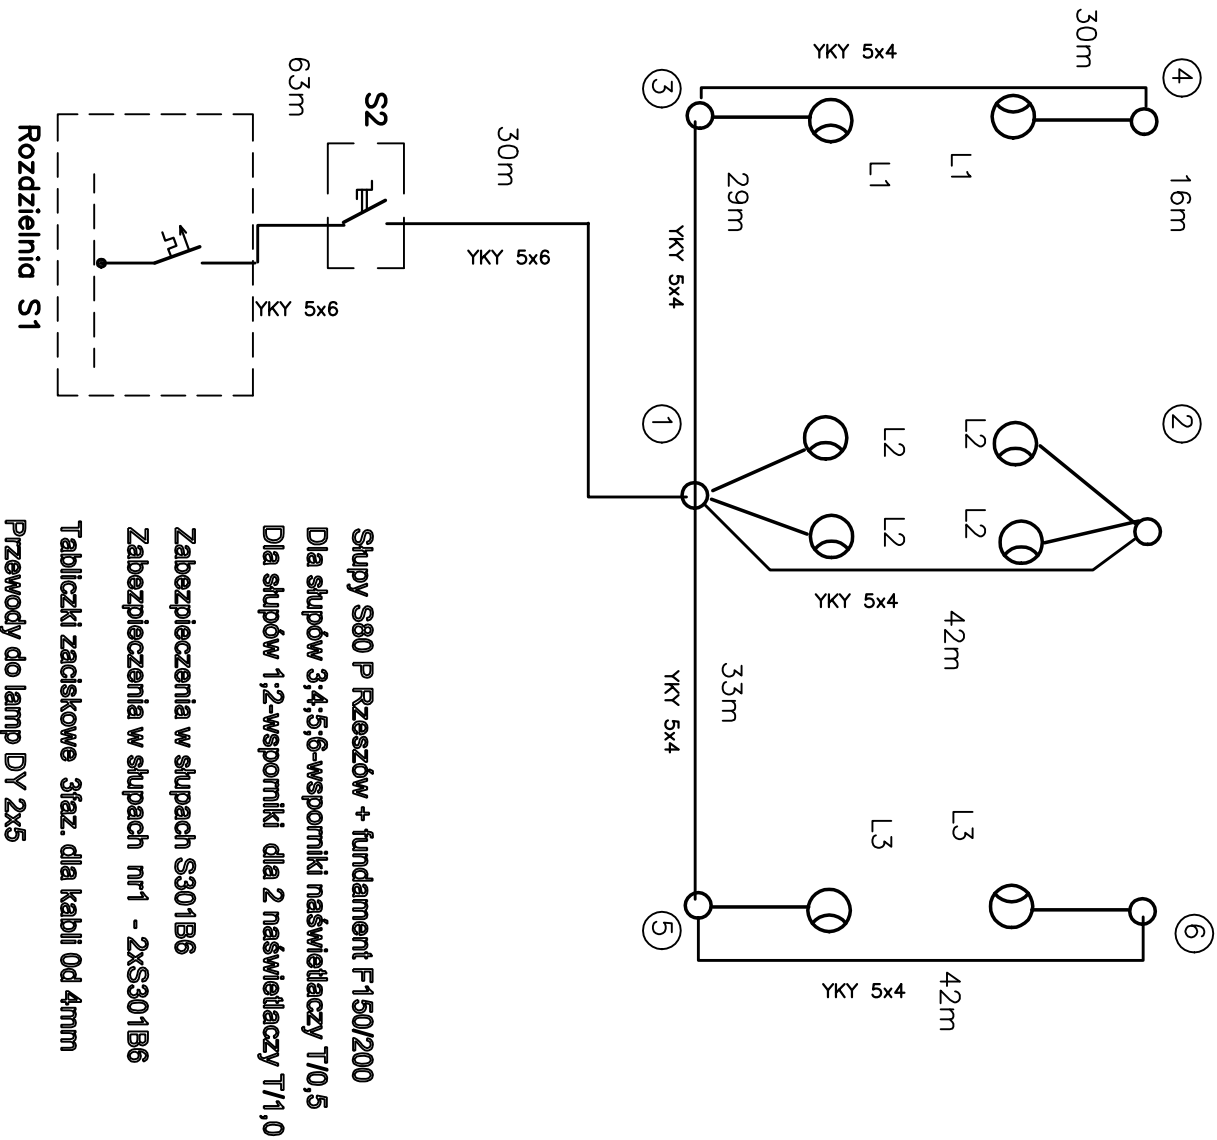 30m
YKY 5x4
4
3
63m
S2
30m
L1
L1
16m
29m
YKY 5x4
YKY 5x6
YKY 5x6
Rozdzielnia S1
1
2
L2
L2
L2
L2
YKY 5x4
42m
33m
YKY 5x4
L3
L3
5
6
YKY 5x4
42m
Słupy S80 P Rzeszów + fundament F150/200
Dla słupów 3;4;5;6-wsporniki naświetlaczy T/0,5
Dla słupów 1;2-wsporniki dla 2 naświetlaczy T/1,0
Zabezpieczenia w słupach S301B6
Zabezpieczenia w słupach nr1 - 2xS301B6
Tabliczki zaciskowe 3faz. dla kabli 0d 4mm
Przewody do lamp DY 2x5